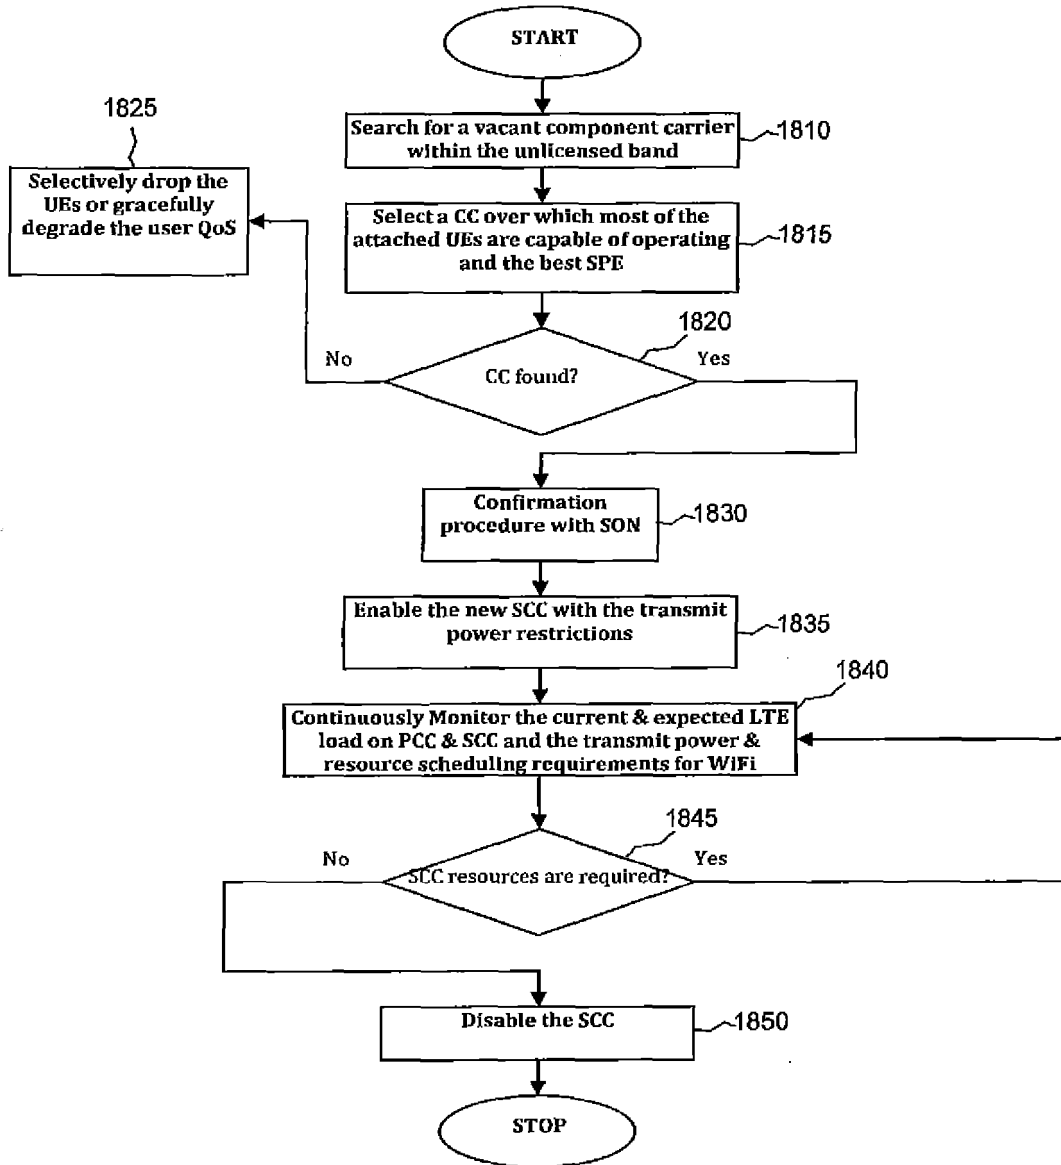 START
1825
Search for a vacant component carrier
within the unlicensed band
1810
Selectively drop the
UEs or gracefully
degrade the user QoS
Select a CC over which most of the
attached UEs are capable of operating
and the best SPE
1815
1820
No
Yes
CC found?
Confirmation
procedure with SON
1830
Enable the new SCC with the transmit
power restrictions
1835
1840
Continuously Monitor the current & expected LTE
load on PCC & SCC and the transmit power &
resource scheduling requirements for WiFi
1845
No
Yes
SCC resources are required?
Disable the SCC
1850
STOP